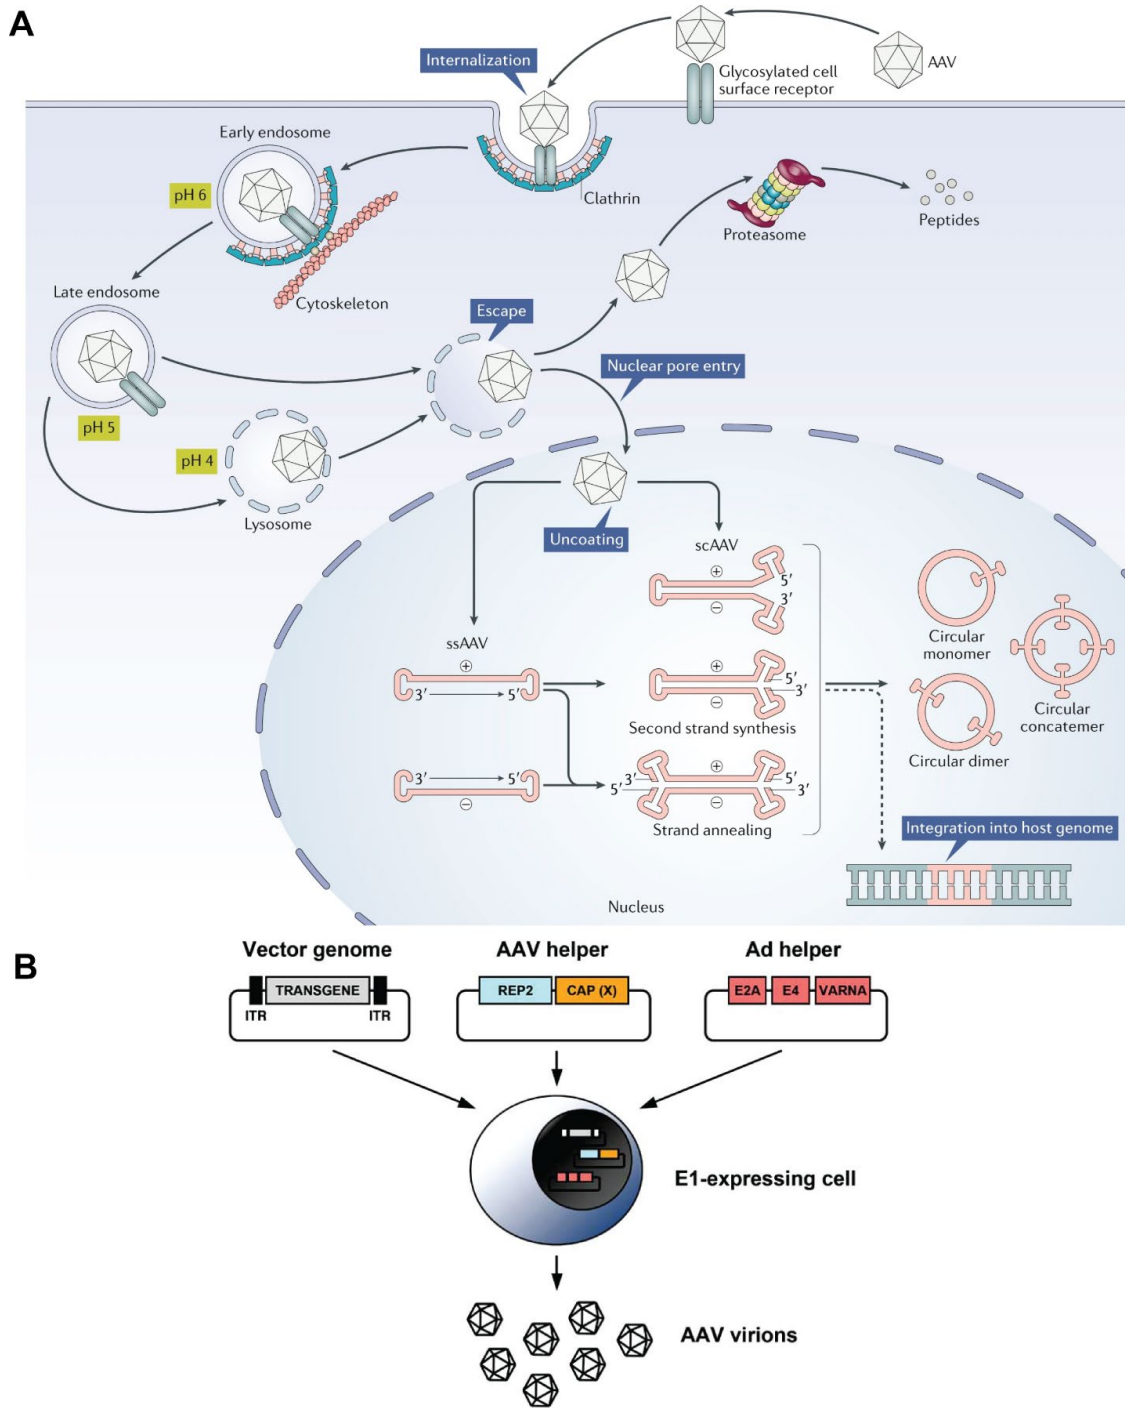 A
Internalization
AAV
Glycosylated cell
surface receptor
Early endosome
pH 6
Clathrin
Proteasome
Peptides
Cytoskeleton
Late endosome
Escape
Nuclear pore entry
pH 5
pH 4
Lysosome
Uncoating
scAAV
+
5′
3′
−
ssAAV
+
3′ 5′
+
5′
3′
−
Second strand synthesis
3′ 5′
−
+
3′ 5′
5′ 3′
−
Strand annealing
Circular
monomer
Circular
concatemer
Circular dimer
Integration into host genome
Nucleus
B
Vector genome
AAV helper
Ad helper
TRANSGENE
REP2 CAP (X)
E2A E4 VARNA
ITR ITR
E1-expressing cell
AAV virions